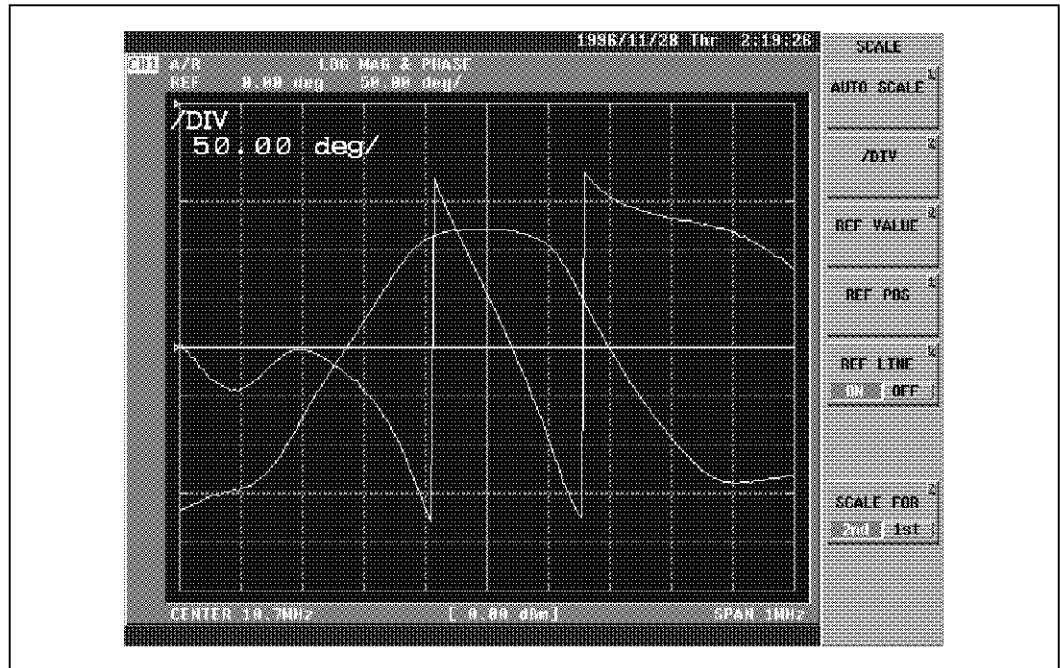 1996/11/28 Thr 2:19:26
CH1 A/R LOG MAG & PHASE
REF 0.00 deg 50.00 deg/
/DIV
50.00 deg/
CENTER 10.7MHz [ 0.00 dBm] SPAN 1MHz
SCALE
AUTO SCALE
/DIV
REF VALUE
REF POS
REF LINE
ON OFF
SCALE FOR
2nd 1st